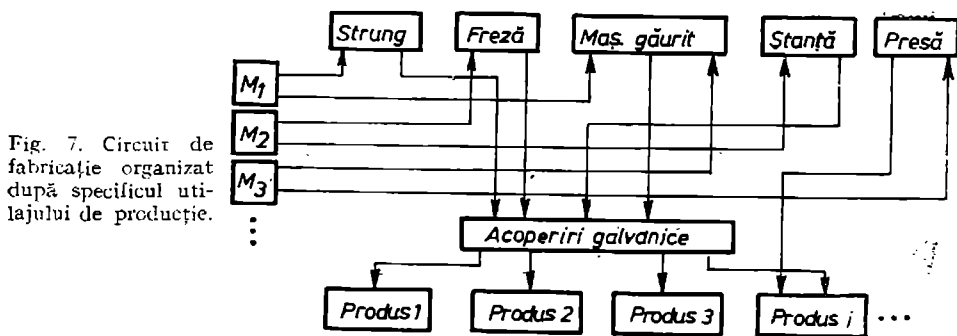 Strung
Freză
Maș. găurit
Ștanță
Presă
M1
M2
M3
Fig. 7. Circuit de
fabricație organizat
după specificul uti-
lajului de producție.
Acoperiri galvanice
Produs 1
Produs 2
Produs 3
Produs i ...